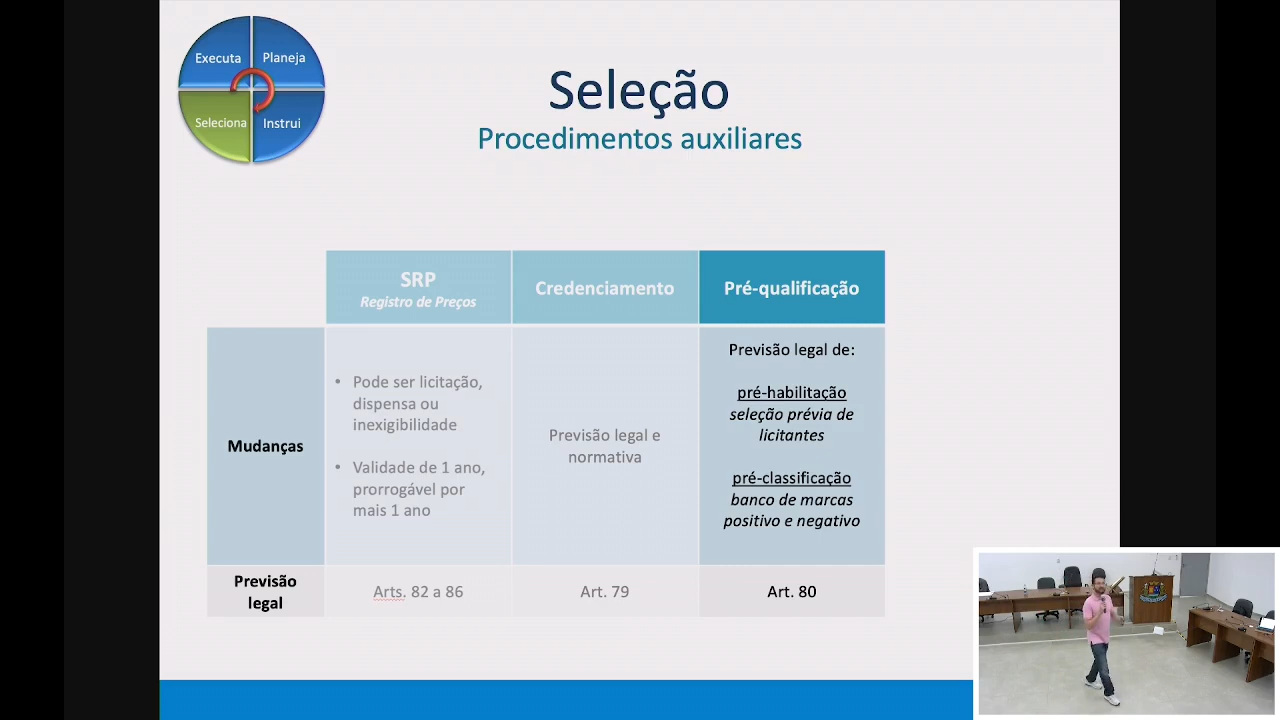 Executa
Planeja
Seleciona
Instrui
Seleção
Procedimentos auxiliares
SRP
Registro de Preços
Credenciamento
Pré-qualificação
Mudanças
• Pode ser licitação,
dispensa ou
inexigibilidade
• Validade de 1 ano,
prorrogável por
mais 1 ano
Previsão legal e
normativa
Previsão legal de:
pré-habilitação
seleção prévia de
licitantes
pré-classificação
banco de marcas
positivo e negativo
Previsão
legal
Arts. 82 a 86
Art. 79
Art. 80